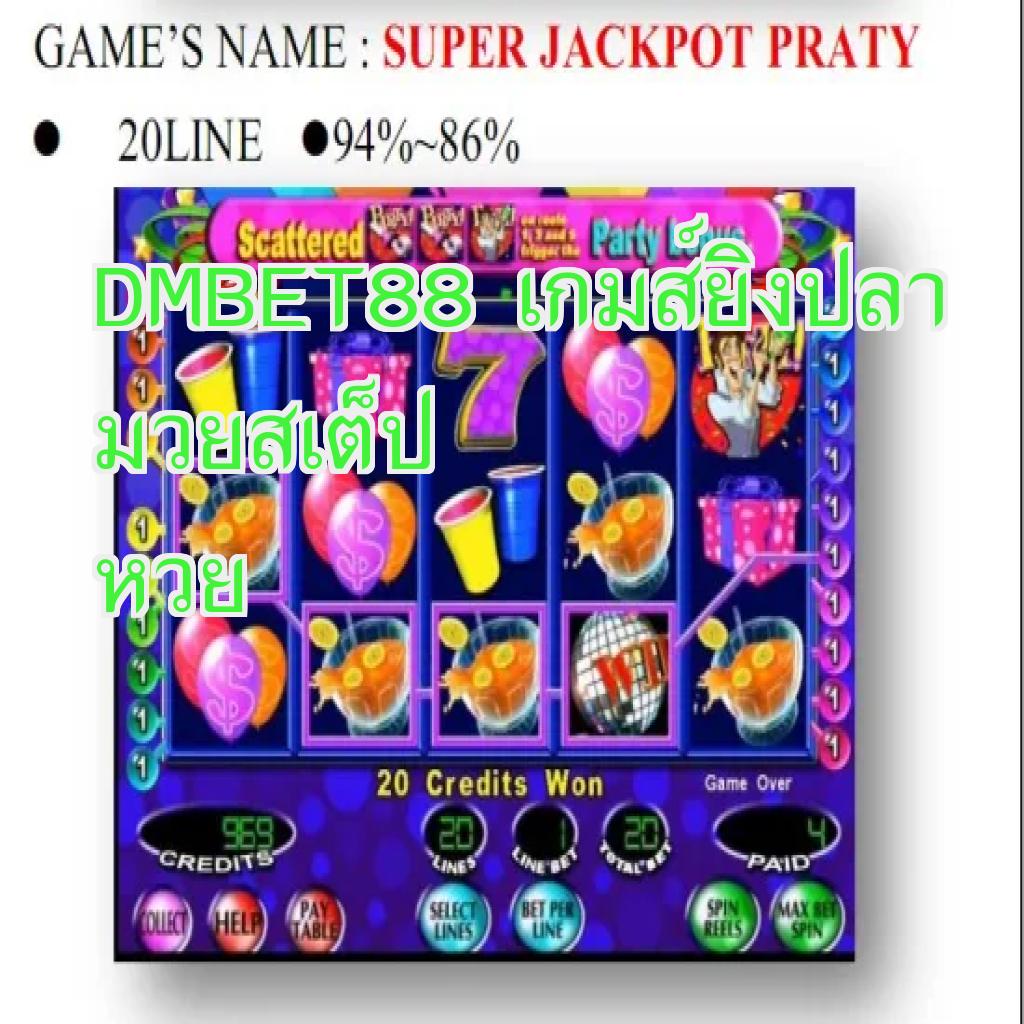 GAME'S NAME : SUPER JACKPOT PRATY
● 20LINE ●94%~86%
Scattered
trigger the
Party Bonus
DMBET88 เกมส์ยิงปลา
มวยสเต็ป
หวย
20 Credits Won
Game Over
969 20 1 20 4
CREDITS LINES LINE BET TOTAL BET PAID
COLLECT HELP PAY TABLE SELECT LINES BET PER LINE SPIN REELS MAX BET SPIN